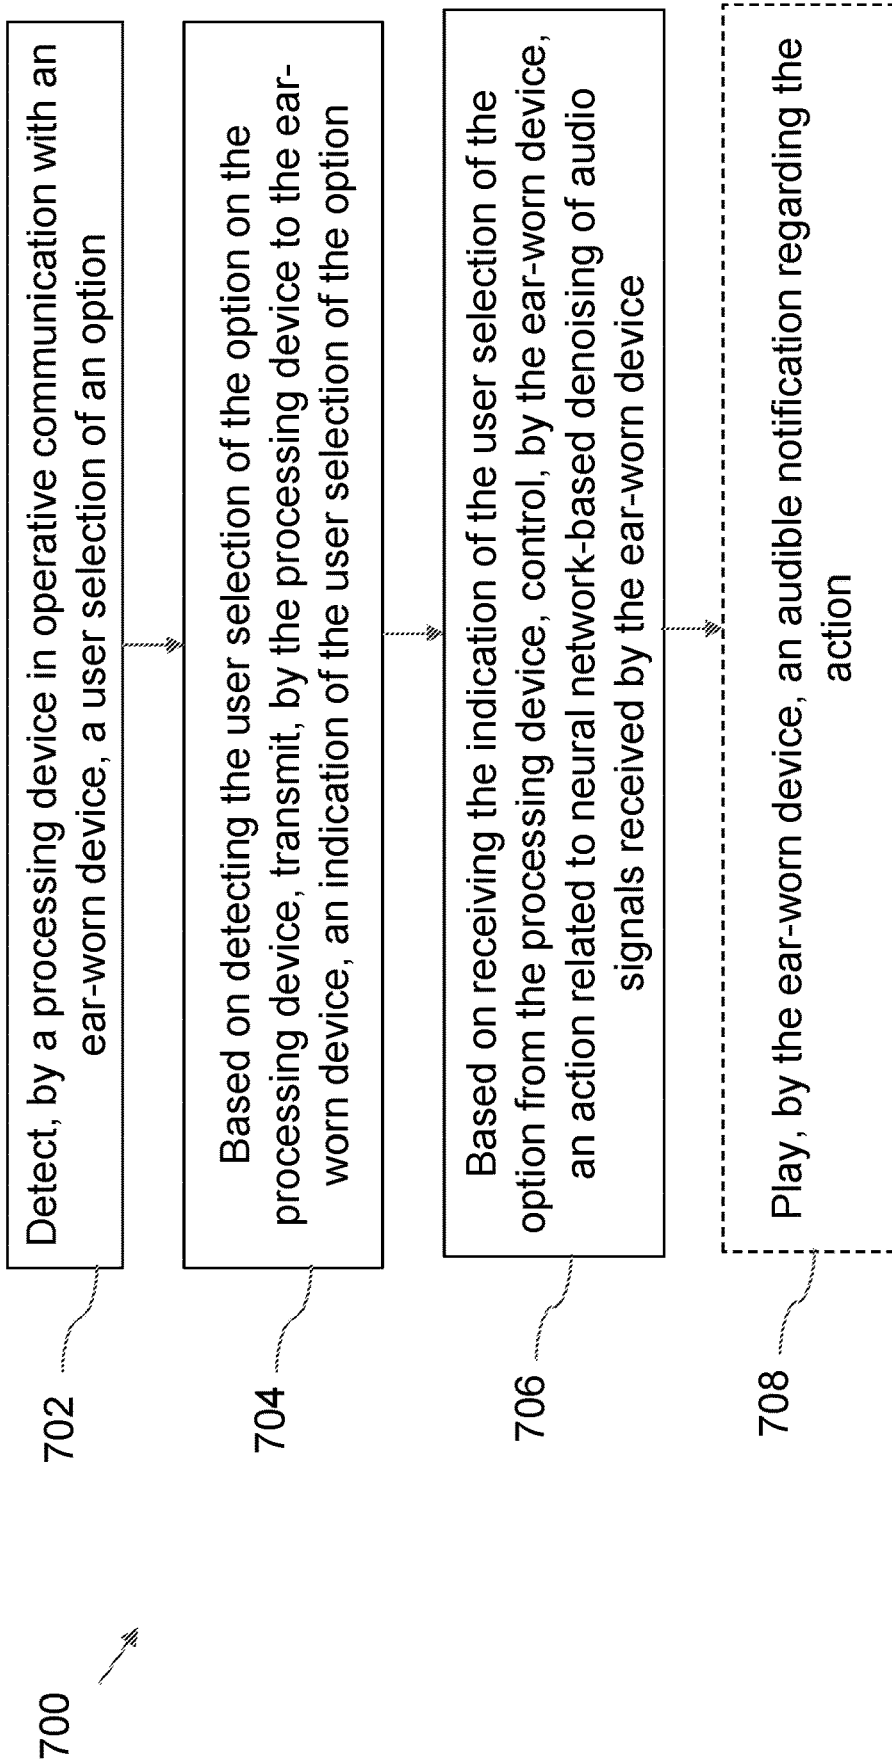 700
702
Detect, by a processing device in operative communication with an
ear-worn device, a user selection of an option
704
Based on detecting the user selection of the option on the
processing device, transmit, by the processing device to the ear-
worn device, an indication of the user selection of the option
706
Based on receiving the indication of the user selection of the
option from the processing device, control, by the ear-worn device,
an action related to neural network-based denoising of audio
signals received by the ear-worn device
708
Play, by the ear-worn device, an audible notification regarding the
action